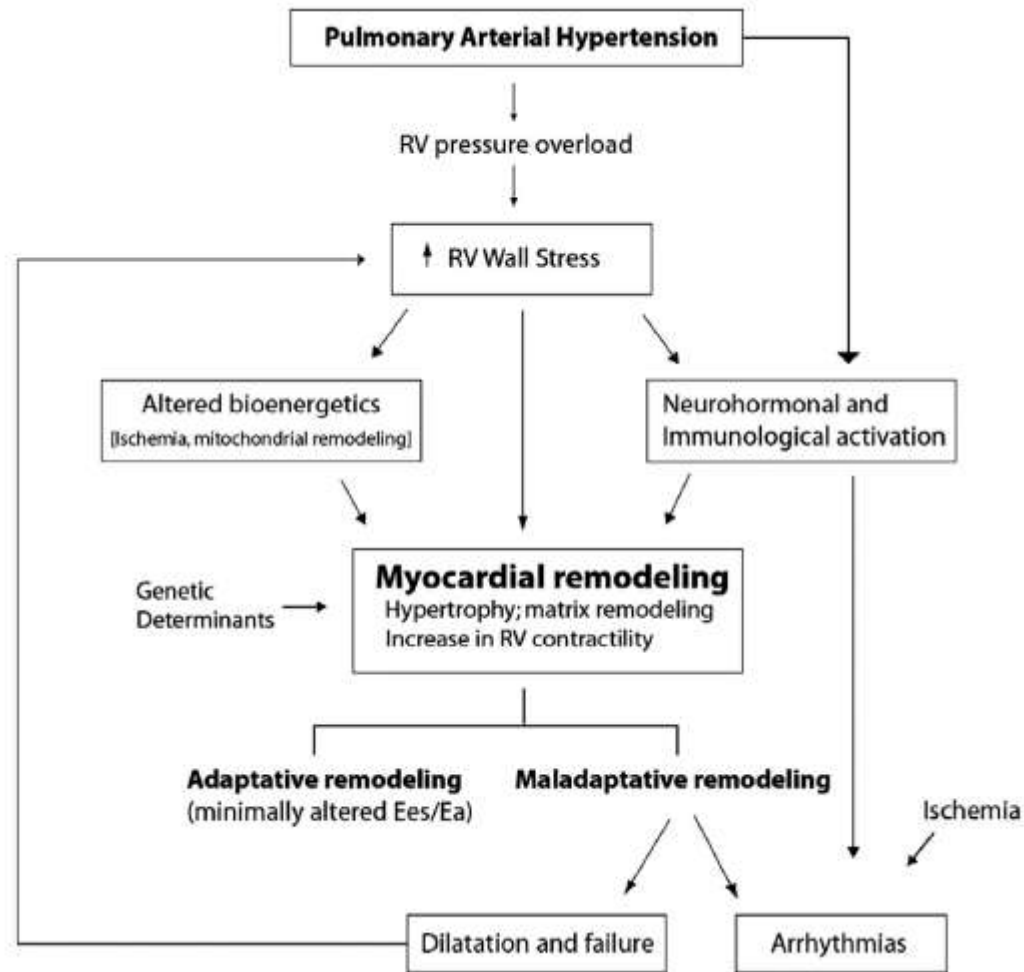 Pulmonary Arterial Hypertension
RV pressure overload
RV Wall Stress
Altered bioenergetics
[Ischemia, mitochondrial remodeling]
Neurohormonal and
Immunological activation
Genetic
Determinants
Myocardial remodeling
Hypertrophy; matrix remodeling
Increase in RV contractility
Adaptative remodeling
(minimally altered Ees/Ea)
Maladaptative remodeling
Ischemia
Dilatation and failure
Arrhythmias